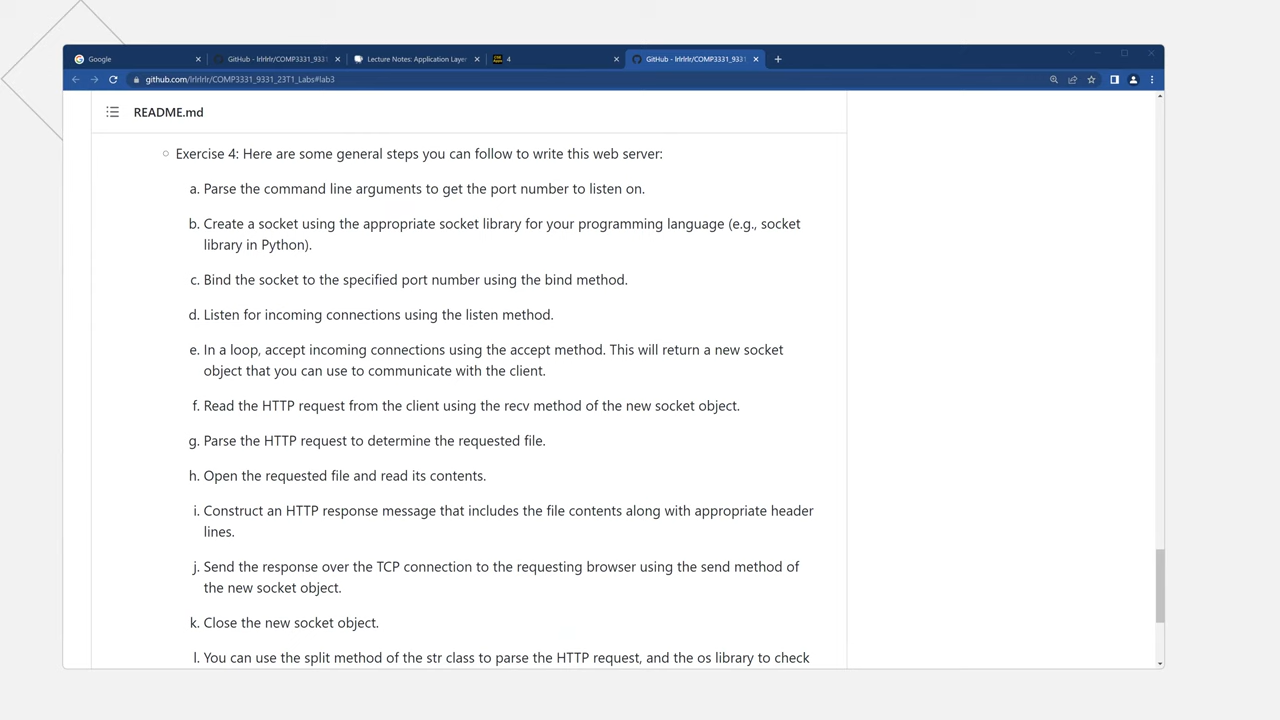 Google
GitHub - lrlrlrlr/COMP3331_9331
Lecture Notes: Application Laye
4
GitHub - lrlrlrlr/COMP3331_9331
github.com/lrlrlrlr/COMP3331_9331_23T1_Labs#lab3
README.md
Exercise 4: Here are some general steps you can follow to write this web server:
a. Parse the command line arguments to get the port number to listen on.
b. Create a socket using the appropriate socket library for your programming language (e.g., socket
library in Python).
c. Bind the socket to the specified port number using the bind method.
d. Listen for incoming connections using the listen method.
e. In a loop, accept incoming connections using the accept method. This will return a new socket
object that you can use to communicate with the client.
f. Read the HTTP request from the client using the recv method of the new socket object.
g. Parse the HTTP request to determine the requested file.
h. Open the requested file and read its contents.
i. Construct an HTTP response message that includes the file contents along with appropriate header
lines.
j. Send the response over the TCP connection to the requesting browser using the send method of
the new socket object.
k. Close the new socket object.
l. You can use the split method of the str class to parse the HTTP request, and the os library to check